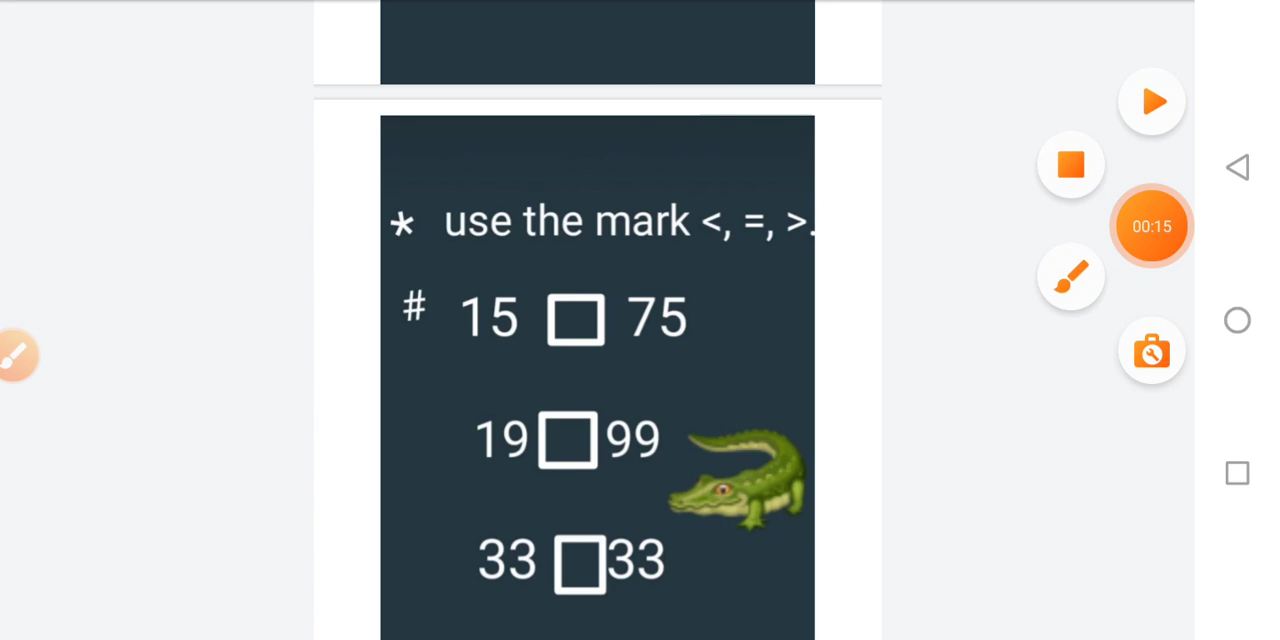 * use the mark <, =, >.
# 15 □ 75
19 □ 99
33 □ 33
00:15